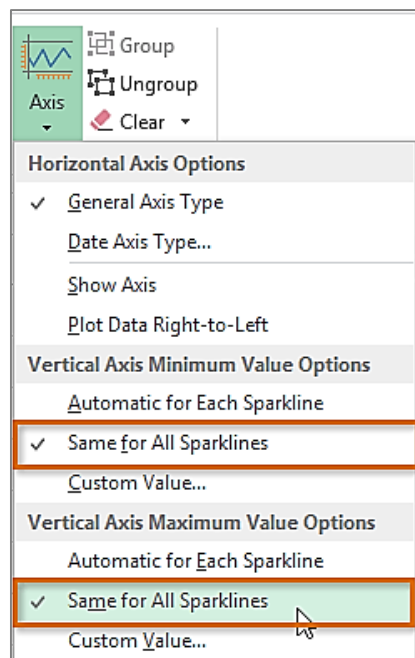 Group
Ungroup
Axis
Clear
Horizontal Axis Options
General Axis Type
Date Axis Type...
Show Axis
Plot Data Right-to-Left
Vertical Axis Minimum Value Options
Automatic for Each Sparkline
Same for All Sparklines
Custom Value...
Vertical Axis Maximum Value Options
Automatic for Each Sparkline
Same for All Sparklines
Custom Value...